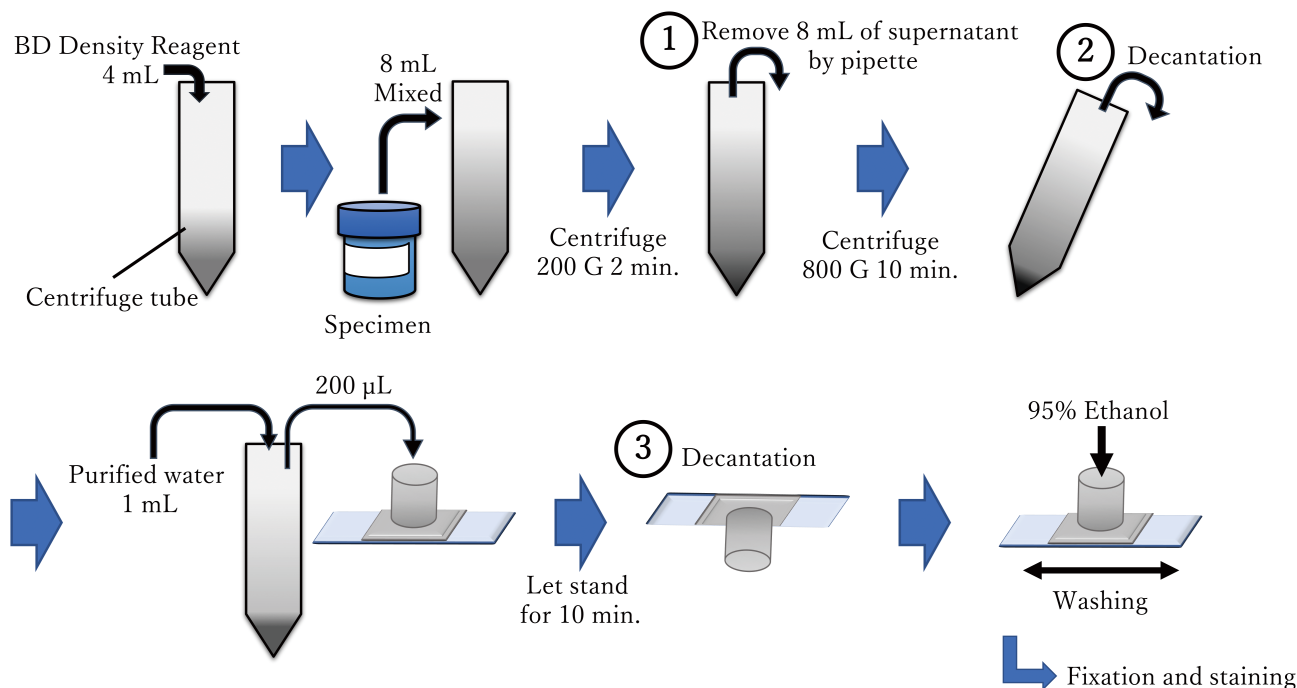 BD Density Reagent
4 mL
Centrifuge tube
8 mL
Mixed
Specimen
Centrifuge
200 G 2 min.
1
Remove 8 mL of supernatant
by pipette
Centrifuge
800 G 10 min.
2
Decantation
Purified water
1 mL
200 μL
Let stand
for 10 min.
3
Decantation
95% Ethanol
Washing
Fixation and staining